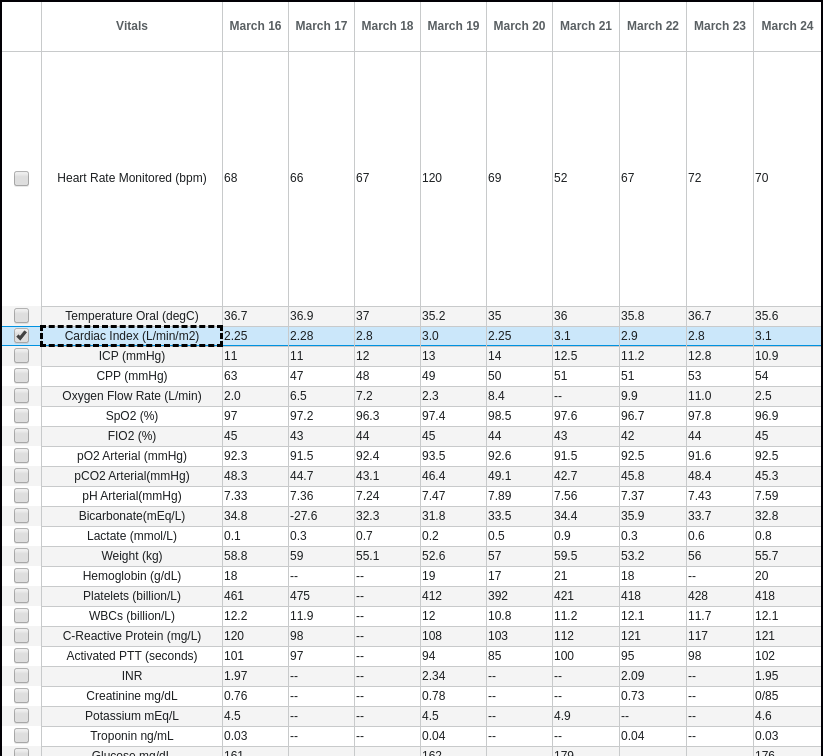 Vitals March 16 March 17 March 18 March 19 March 20 March 21 March 22 March 23 March 24
Heart Rate Monitored (bpm) 68 66 67 120 69 52 67 72 70
Temperature Oral (degC) 36.7 36.9 37 35.2 35 36 35.8 36.7 35.6
Cardiac Index (L/min/m2) 2.25 2.28 2.8 3.0 2.25 3.1 2.9 2.8 3.1
ICP (mmHg) 11 11 12 13 14 12.5 11.2 12.8 10.9
CPP (mmHg) 63 47 48 49 50 51 51 53 54
Oxygen Flow Rate (L/min) 2.0 6.5 7.2 2.3 8.4 -- 9.9 11.0 2.5
SpO2 (%) 97 97.2 96.3 97.4 98.5 97.6 96.7 97.8 96.9
FIO2 (%) 45 43 44 45 44 43 42 44 45
pO2 Arterial (mmHg) 92.3 91.5 92.4 93.5 92.6 91.5 92.5 91.6 92.5
pCO2 Arterial(mmHg) 48.3 44.7 43.1 46.4 49.1 42.7 45.8 48.4 45.3
pH Arterial(mmHg) 7.33 7.36 7.24 7.47 7.89 7.56 7.37 7.43 7.59
Bicarbonate(mEq/L) 34.8 -27.6 32.3 31.8 33.5 34.4 35.9 33.7 32.8
Lactate (mmol/L) 0.1 0.3 0.7 0.2 0.5 0.9 0.3 0.6 0.8
Weight (kg) 58.8 59 55.1 52.6 57 59.5 53.2 56 55.7
Hemoglobin (g/dL) 18 -- -- 19 17 21 18 -- 20
Platelets (billion/L) 461 475 -- 412 392 421 418 428 418
WBCs (billion/L) 12.2 11.9 -- 12 10.8 11.2 12.1 11.7 12.1
C-Reactive Protein (mg/L) 120 98 -- 108 103 112 121 117 121
Activated PTT (seconds) 101 97 -- 94 85 100 95 98 102
INR 1.97 -- -- 2.34 -- -- 2.09 -- 1.95
Creatinine mg/dL 0.76 -- -- 0.78 -- -- 0.73 -- 0/85
Potassium mEq/L 4.5 -- -- 4.5 -- 4.9 -- -- 4.6
Troponin ng/mL 0.03 -- -- 0.04 -- -- 0.04 -- 0.03
Glucose mg/dL 161 162 179 176